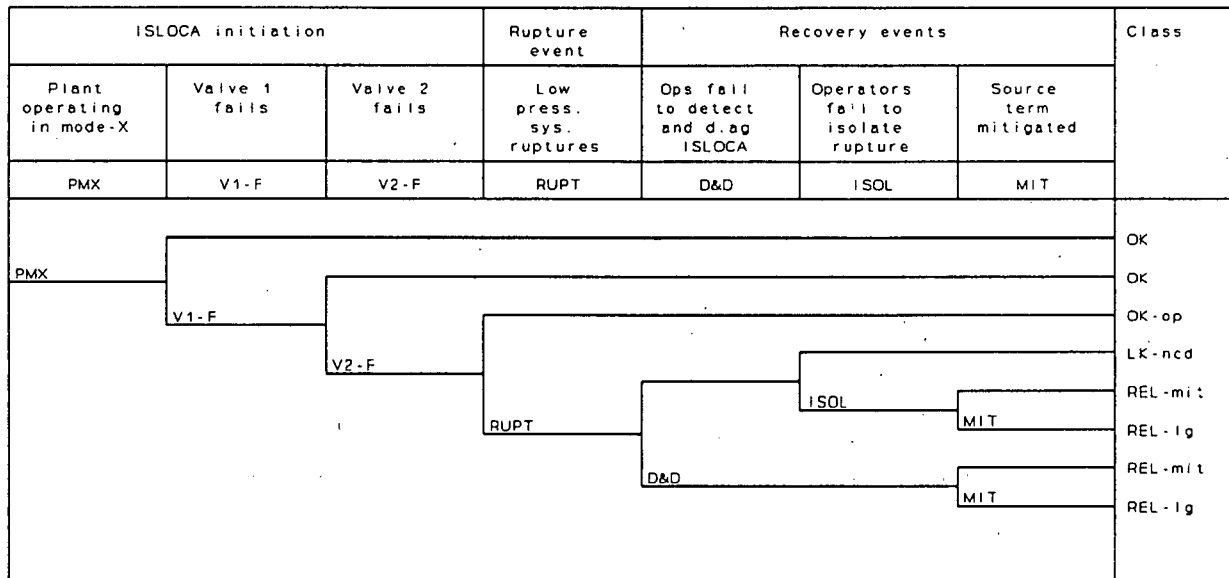 ISLOCA initiation
Rupture
event
Recovery events
Class
Plant
operating
in mode-X
Valve 1
fails
Valve 2
fails
Low
press.
sys.
ruptures
Ops fail
to detect
and d.ag
ISLOCA
Operators
fail to
isolate
rupture
Source
term
mitigated
PMX
V1-F
V2-F
RUPT
D&D
ISOL
MIT
OK
PMX
OK
V1-F
OK-op
LK-ncd
V2-F
REL-mit
ISOL
MIT
REL-lg
RUPT
REL-mit
D&D
MIT
REL-lg